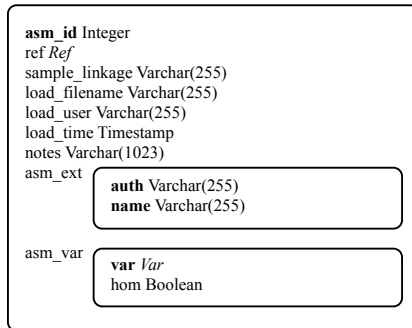 asm_id Integer
ref Ref
sample_linkage Varchar(255)
load_filename Varchar(255)
load_user Varchar(255)
load_time Timestamp
notes Varchar(1023)
asm_ext
auth Varchar(255)
name Varchar(255)
asm_var
var Var
hom Boolean